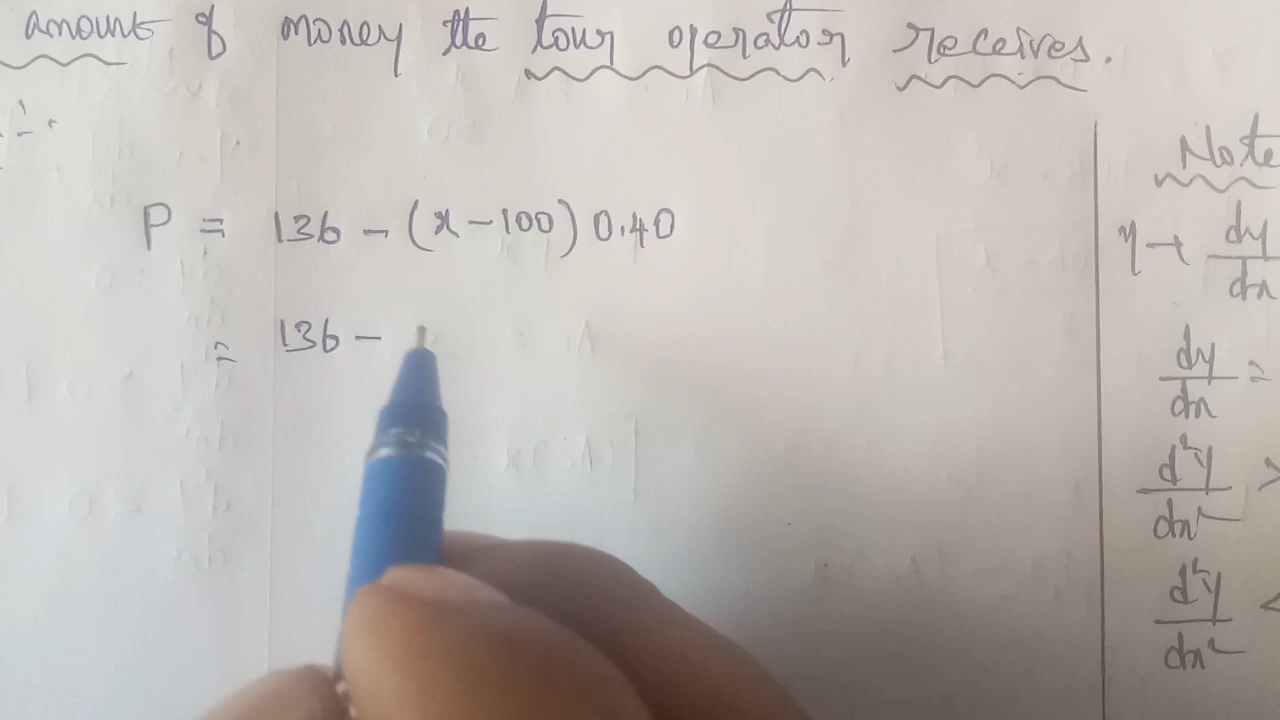 amount of money the tour operator receives.
P = 136 - (x - 100) 0.40
= 136 -
Note
dy/dx
dy/dx =
d²y/dx² >
d²y/dx² <